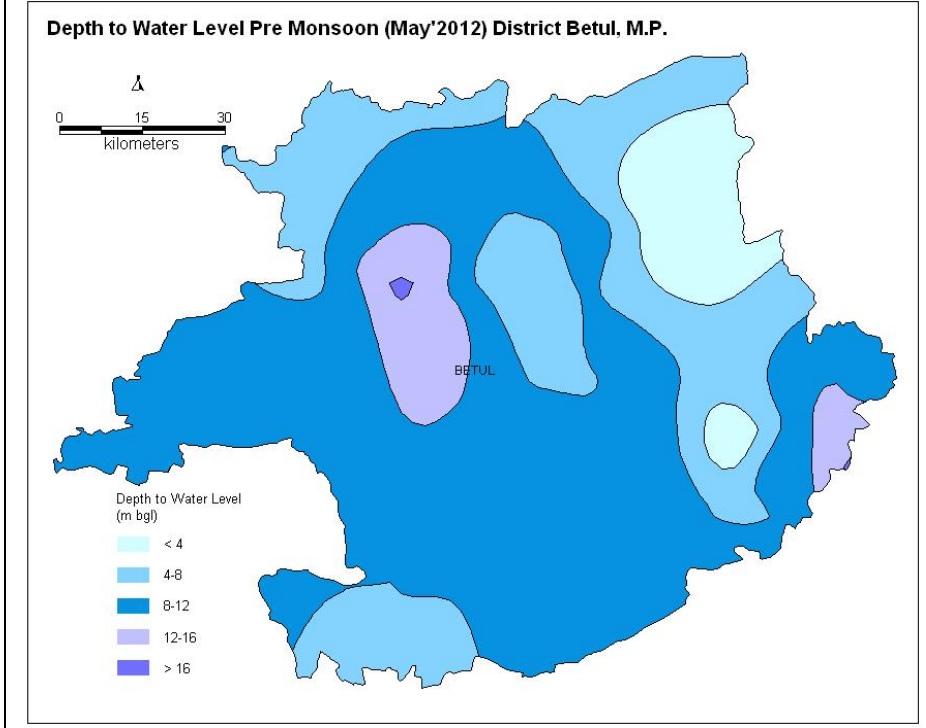 Depth to Water Level Pre Monsoon (May'2012) District Betul, M.P.
0 15 30
kilometers
BETUL
Depth to Water Level
(m bgl)
< 4
4-8
8-12
12-16
> 16